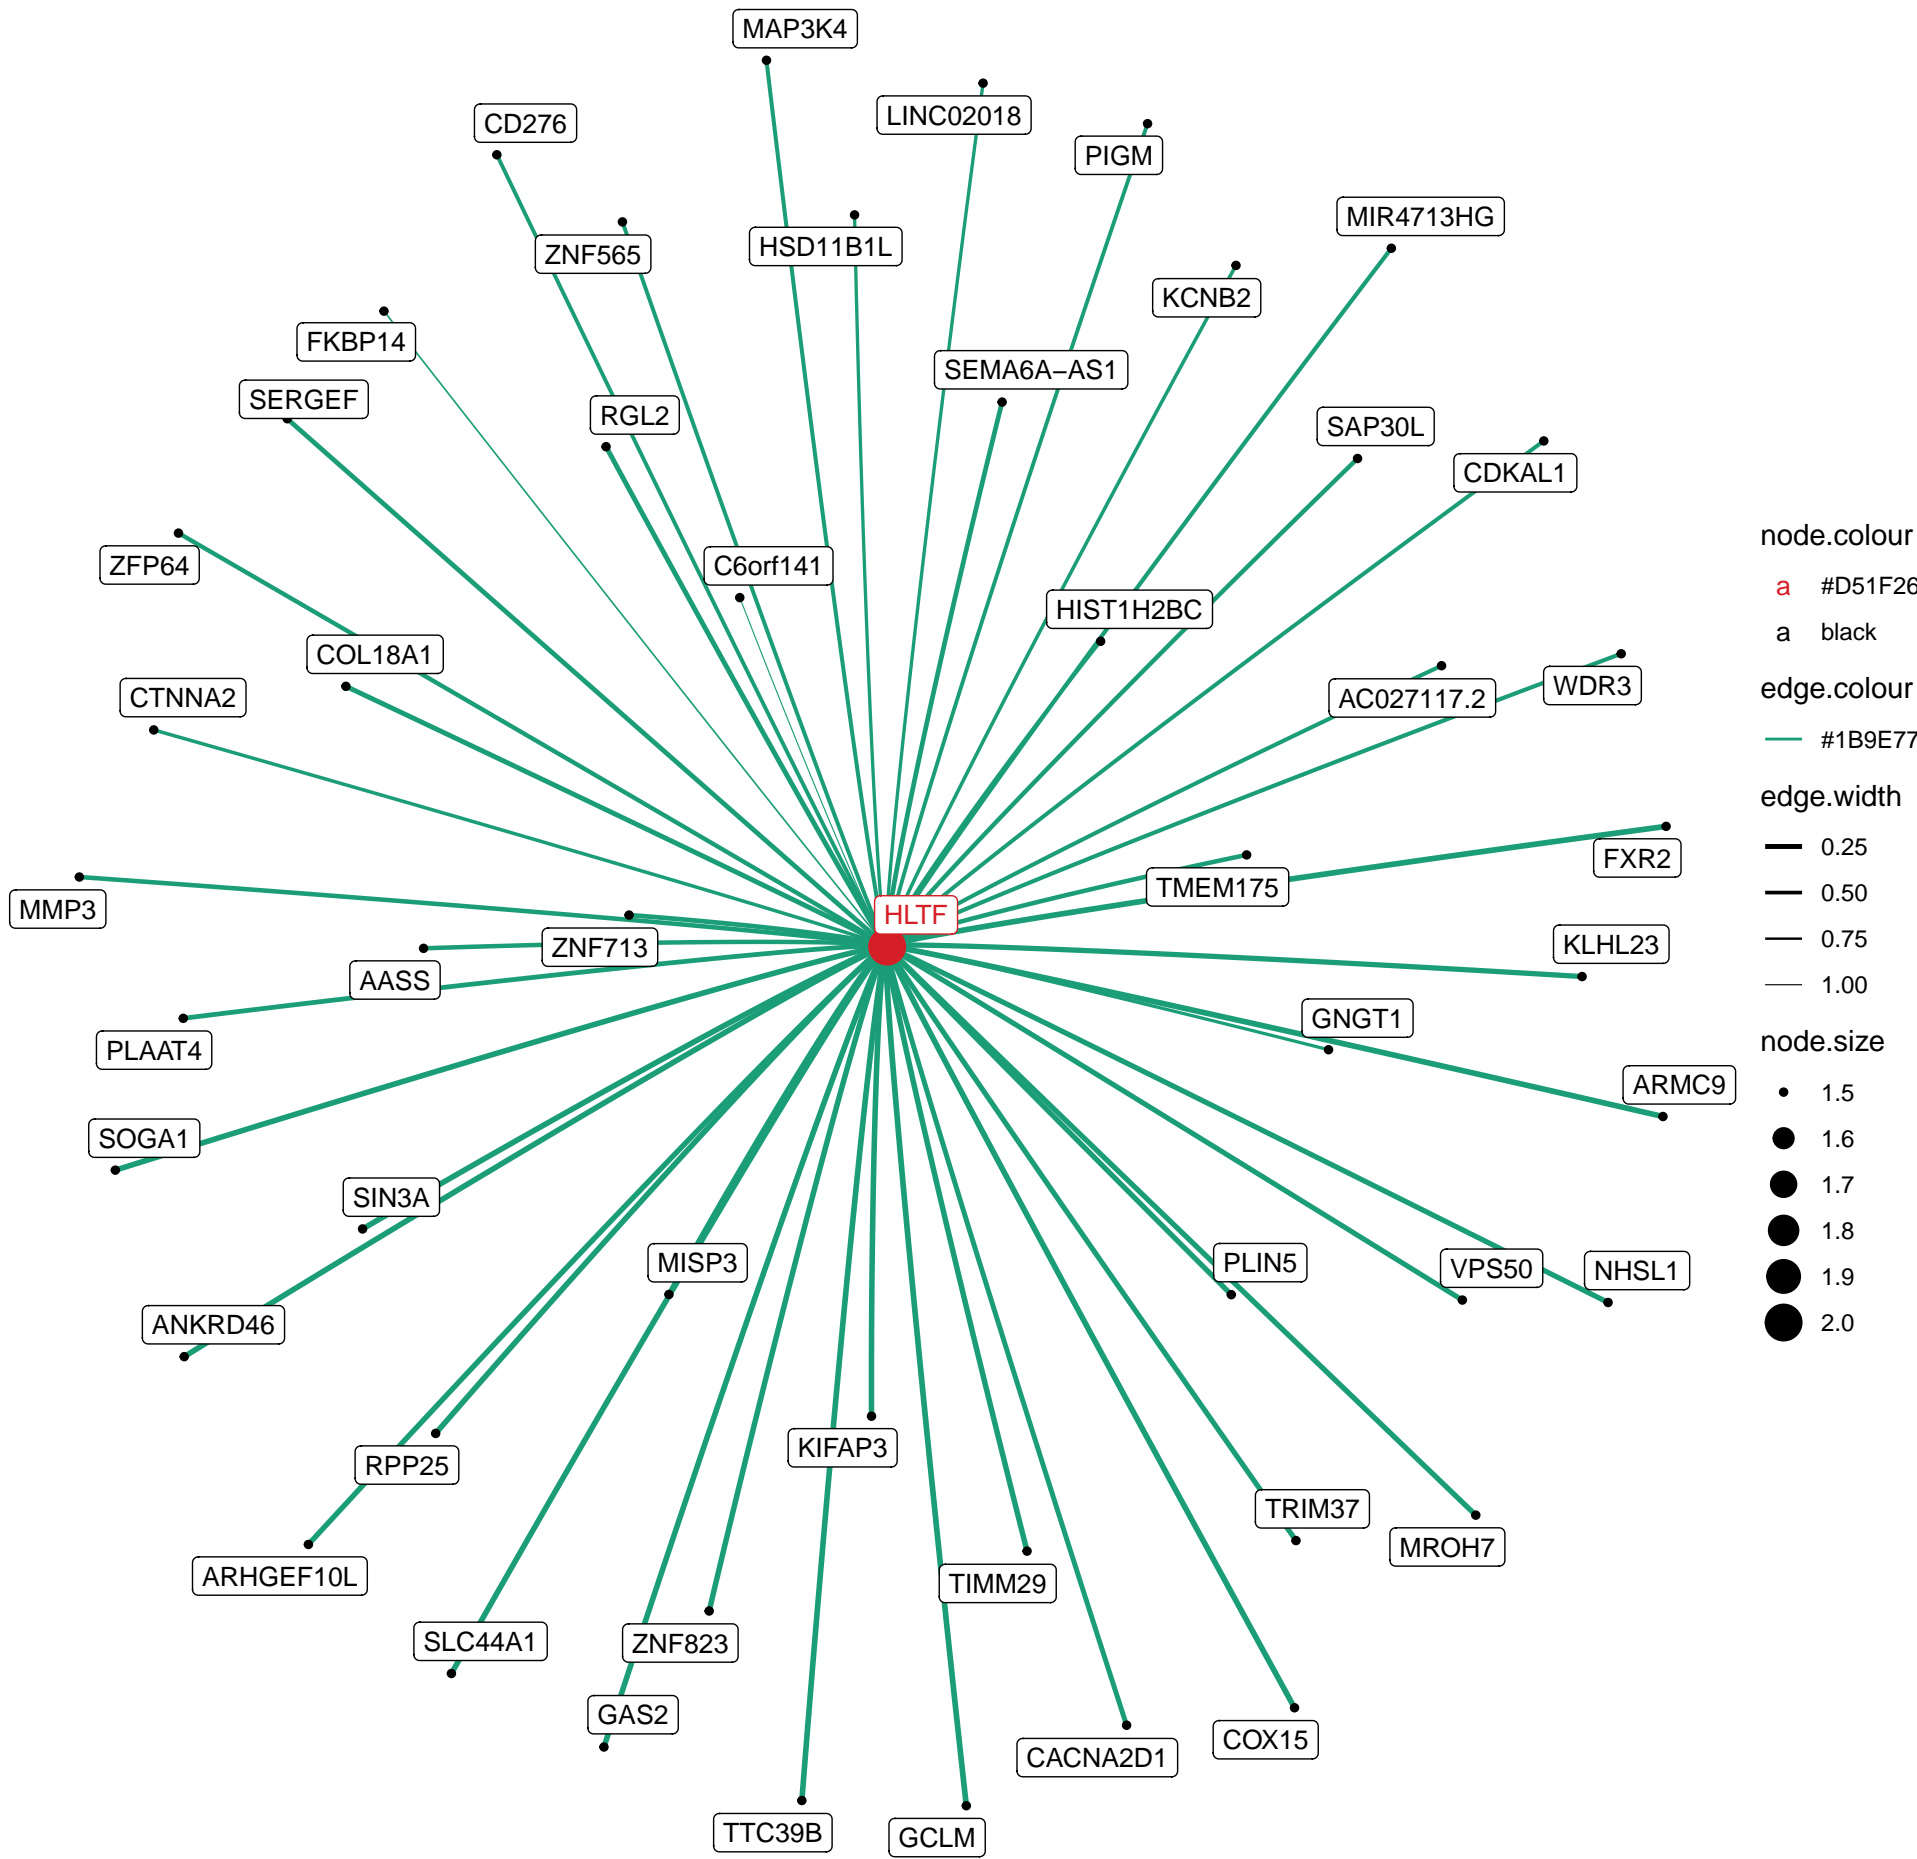 MAP3K4
LINC02018
CD276
PIGM
MIR4713HG
HSD11B1L
ZNF565
KCNB2
FKBP14
SEMA6A–AS1
SERGEF
RGL2
SAP30L
CDKAL1
C6orf141
ZFP64
HIST1H2BC
COL18A1
WDR3
CTNNA2
AC027117.2
FXR2
TMEM175
MMP3
HLTF
KLHL23
ZNF713
AASS
GNGT1
PLAAT4
ARMC9
SOGA1
SIN3A
MISP3
PLIN5
VPS50
NHSL1
ANKRD46
KIFAP3
RPP25
TRIM37
MROH7
ARHGEF10L
TIMM29
SLC44A1
ZNF823
GAS2
COX15
CACNA2D1
TTC39B
GCLM
node.colour
a #D51F26
a black
edge.colour
#1B9E77
edge.width
0.25
0.50
0.75
1.00
node.size
1.5
1.6
1.7
1.8
1.9
2.0